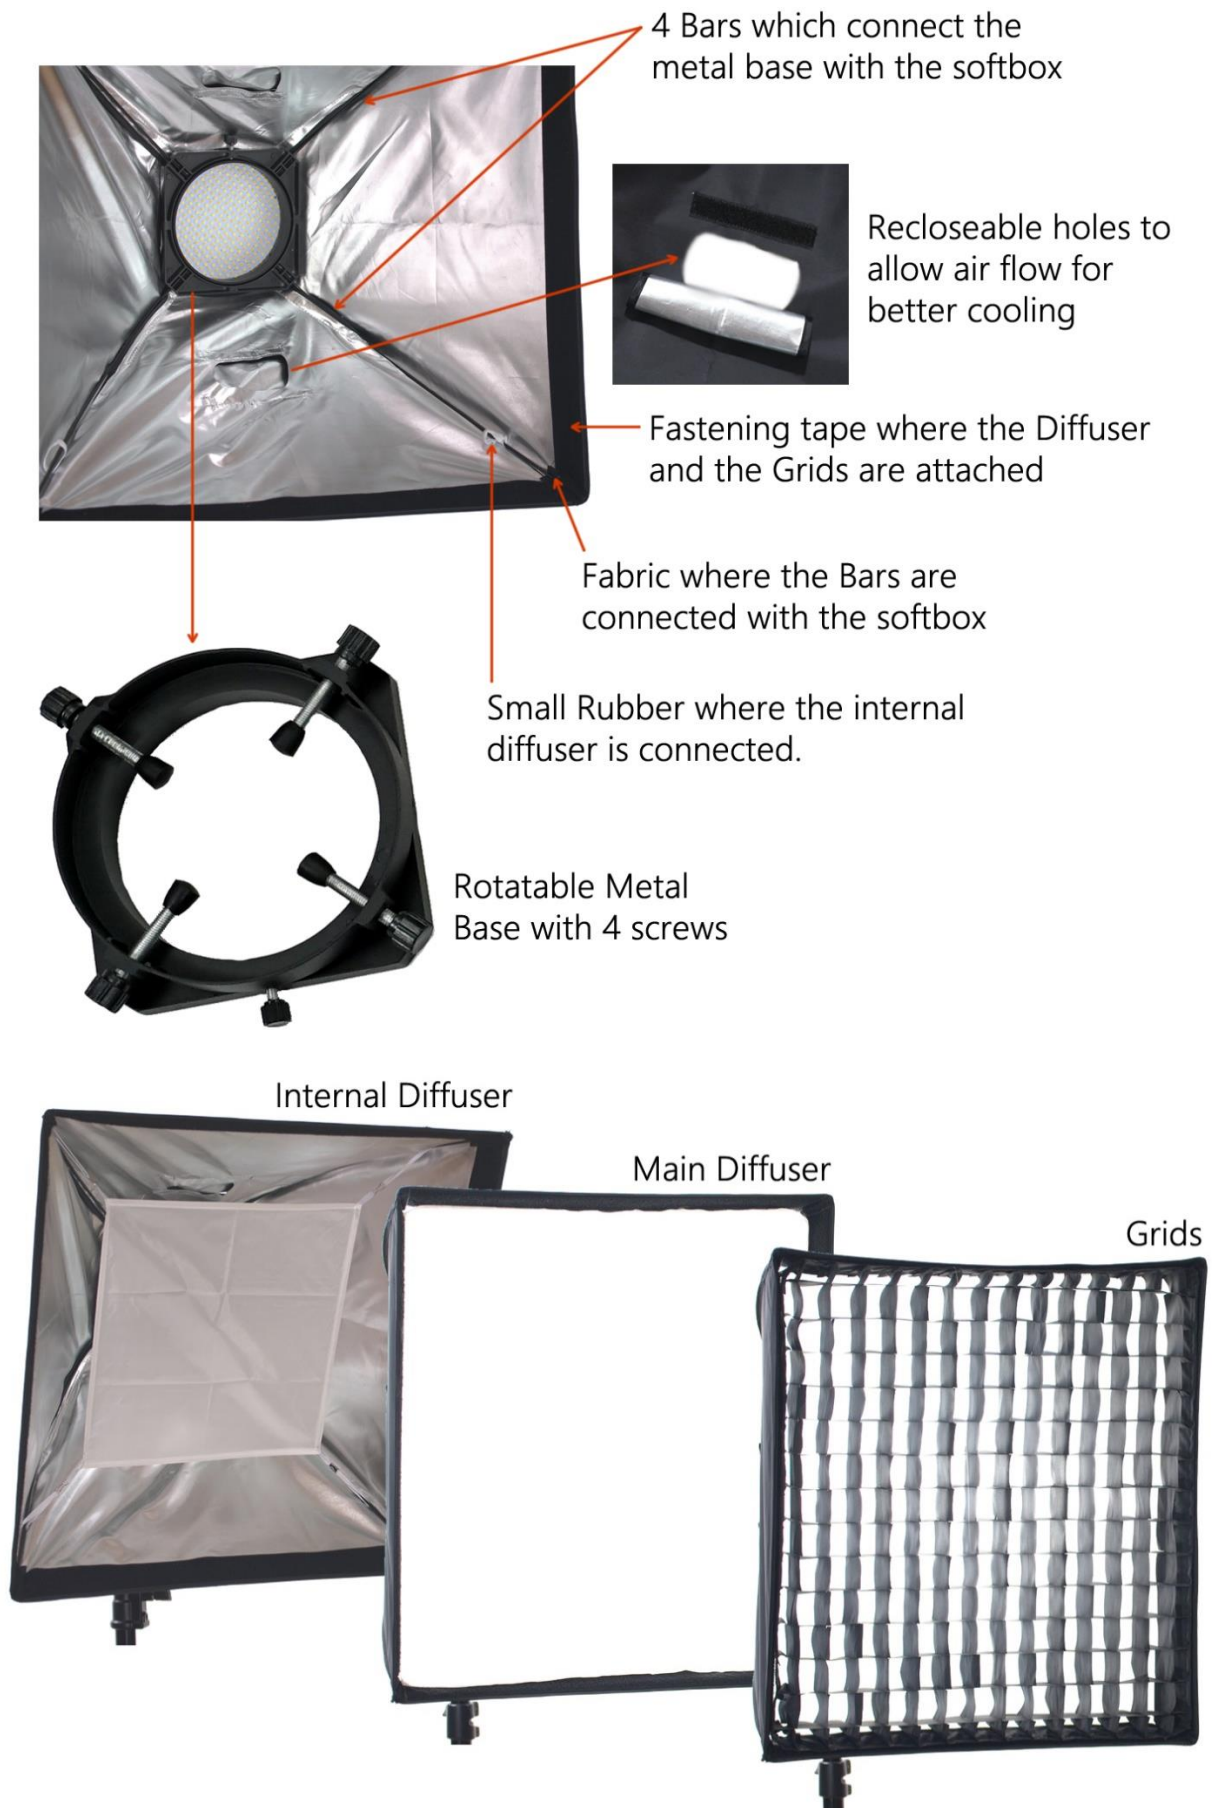 4 Bars which connect the
metal base with the softbox
Recloseable holes to
allow air flow for
better cooling
Fastening tape where the Diffuser
and the Grids are attached
Fabric where the Bars are
connected with the softbox
Small Rubber where the internal
diffuser is connected.
Rotatable Metal
Base with 4 screws
Internal Diffuser
Main Diffuser
Grids